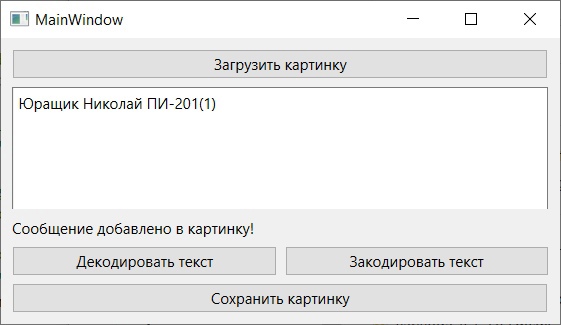 MainWindow
Загрузить картинку
Юращик Николай ПИ-201(1)
Сообщение добавлено в картинку!
Декодировать текст
Закодировать текст
Сохранить картинку